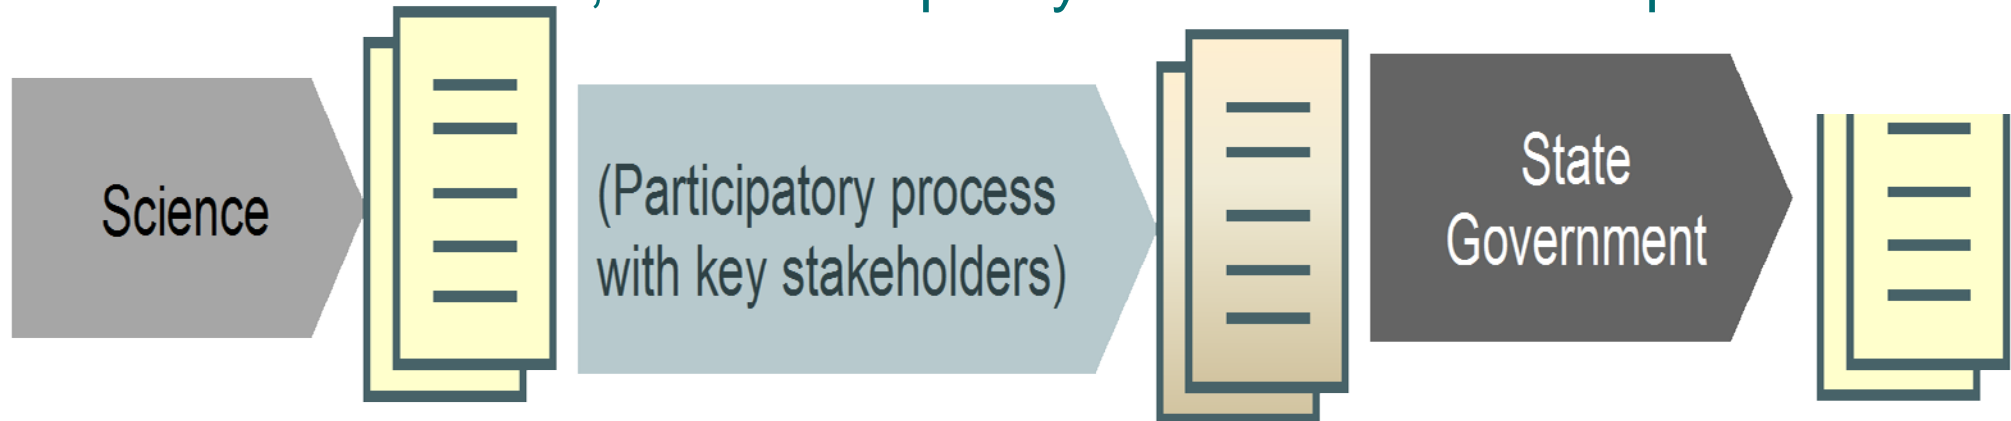 Science
(Participatory process
with key stakeholders)
State
Government